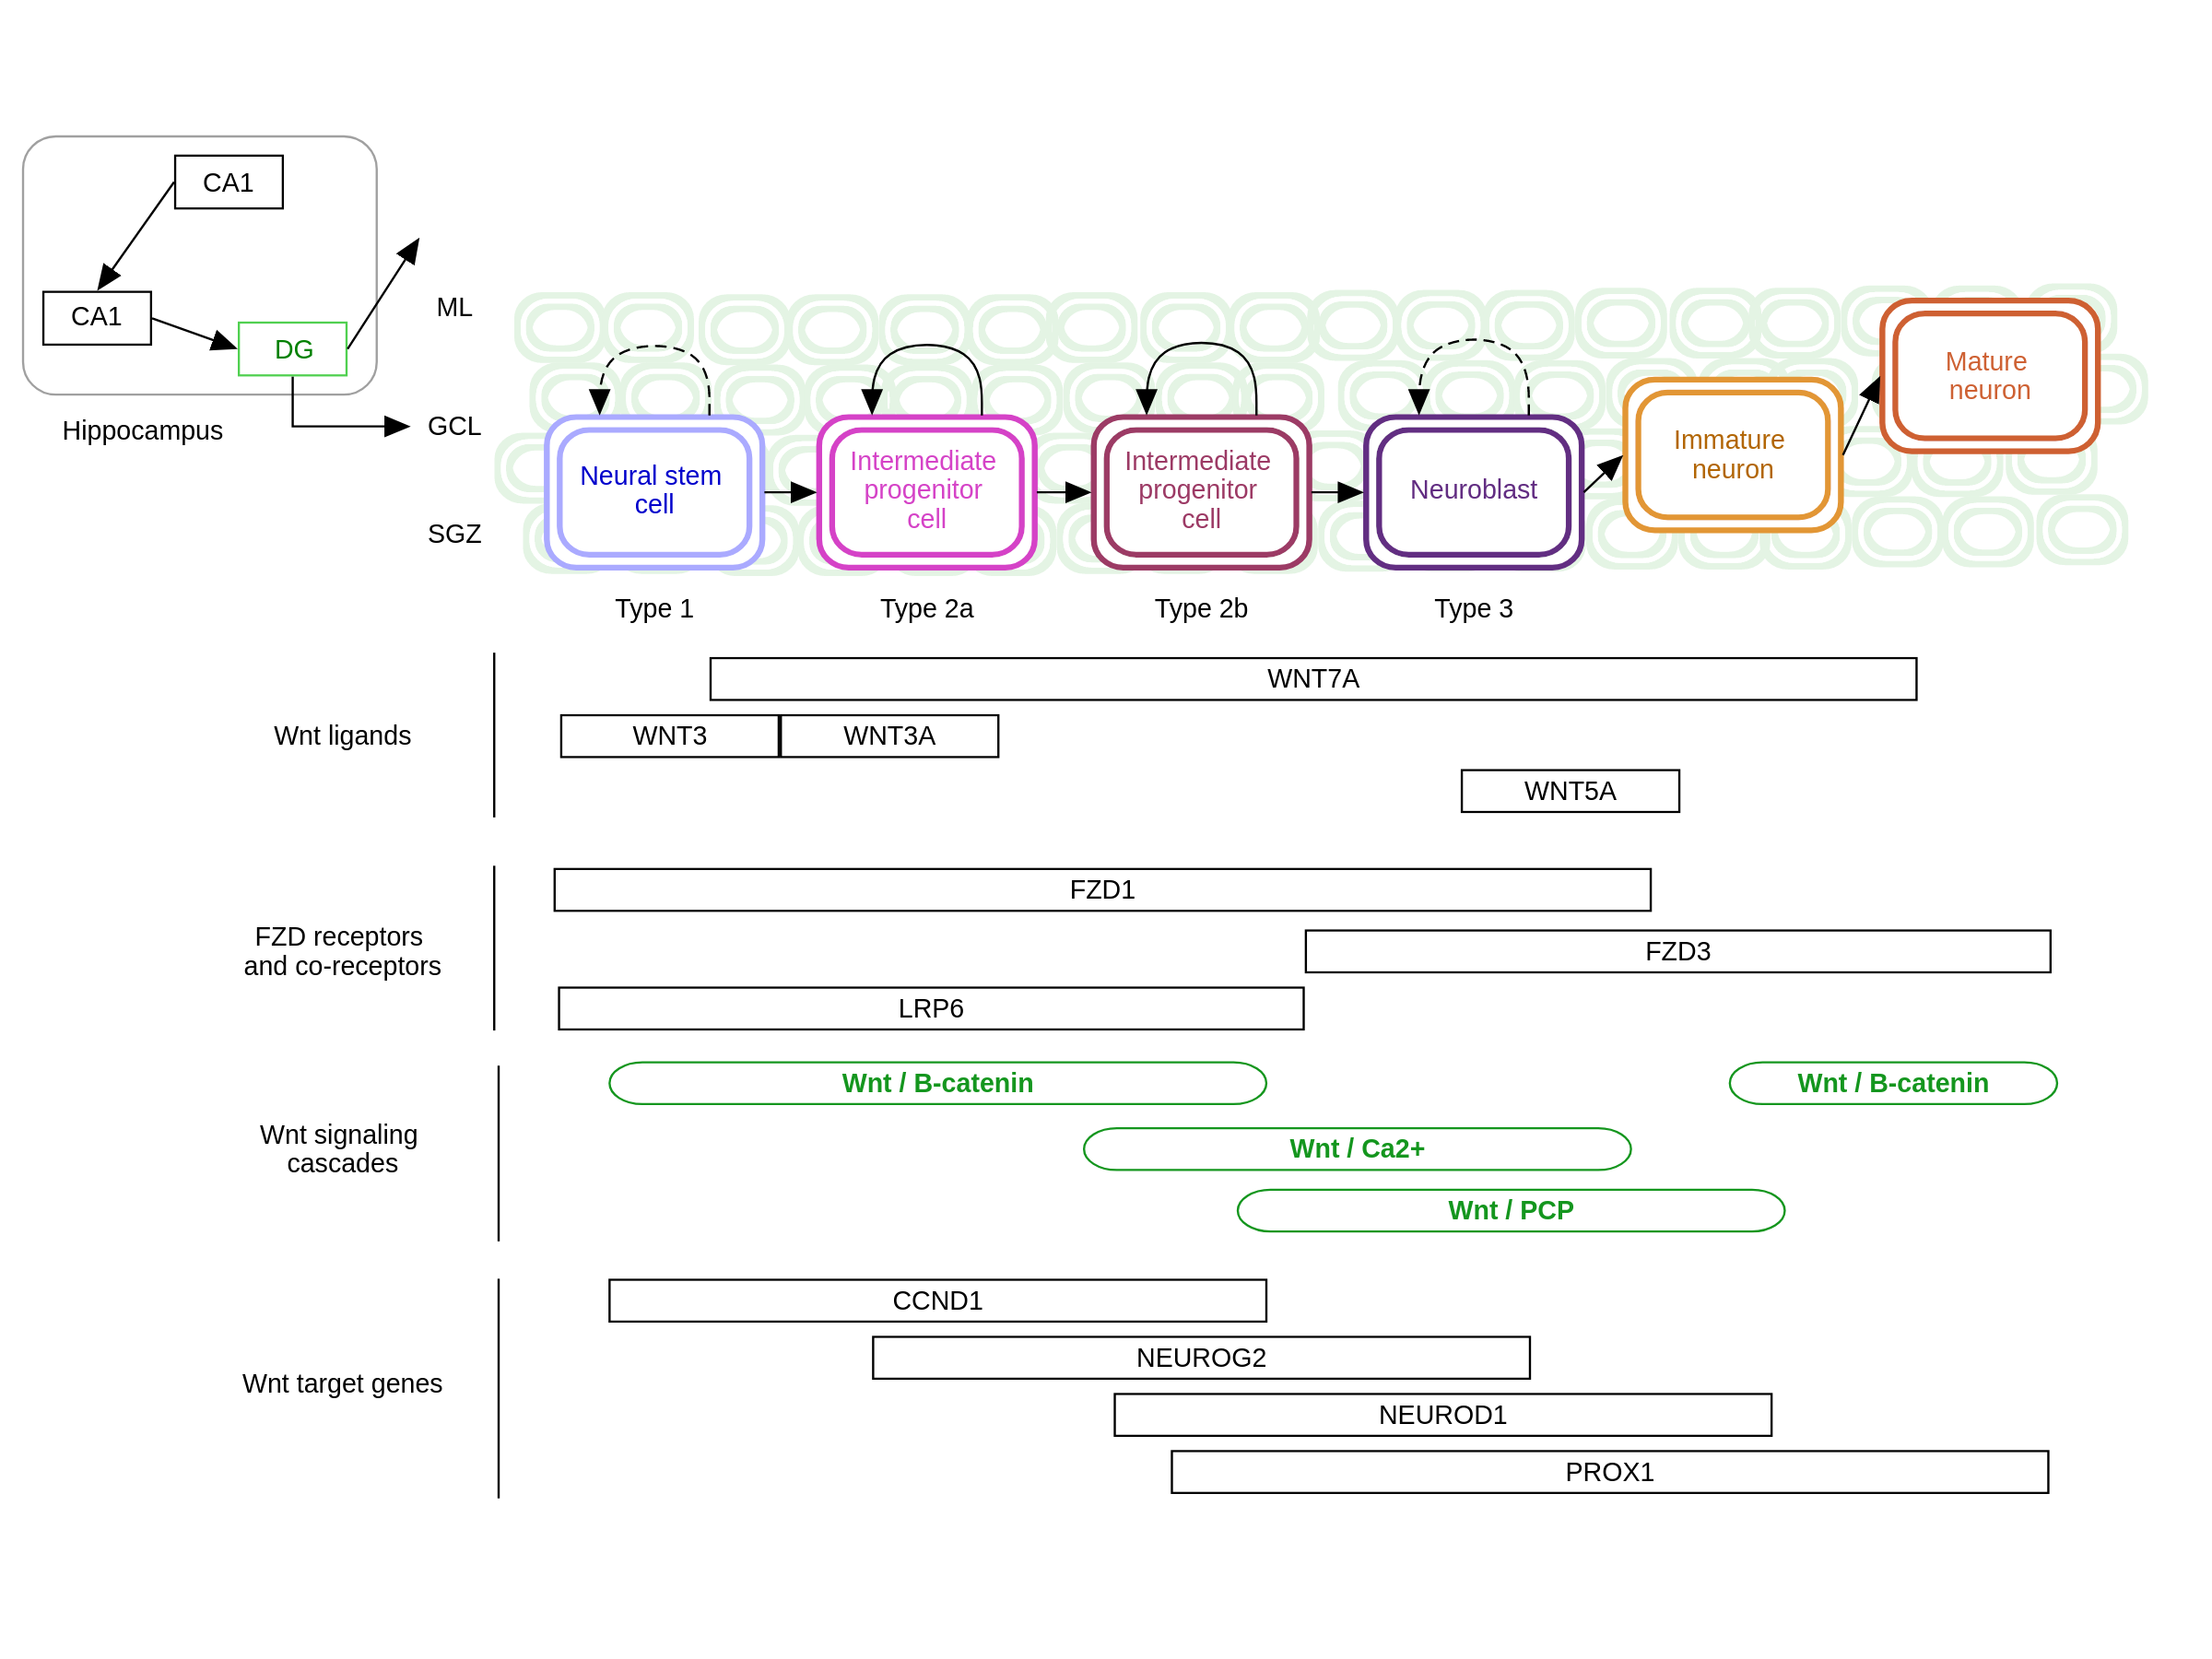 CA1
CA1
DG
Hippocampus
ML
GCL
SGZ
Neural stem
cell
Intermediate
progenitor
cell
Intermediate
progenitor
cell
Neuroblast
Immature
neuron
Mature
neuron
Type 1
Type 2a
Type 2b
Type 3
Wnt ligands
WNT7A
WNT3
WNT3A
WNT5A
FZD receptors
and co-receptors
FZD1
FZD3
LRP6
Wnt signaling
cascades
Wnt / B-catenin
Wnt / B-catenin
Wnt / Ca2+
Wnt / PCP
Wnt target genes
CCND1
NEUROG2
NEUROD1
PROX1